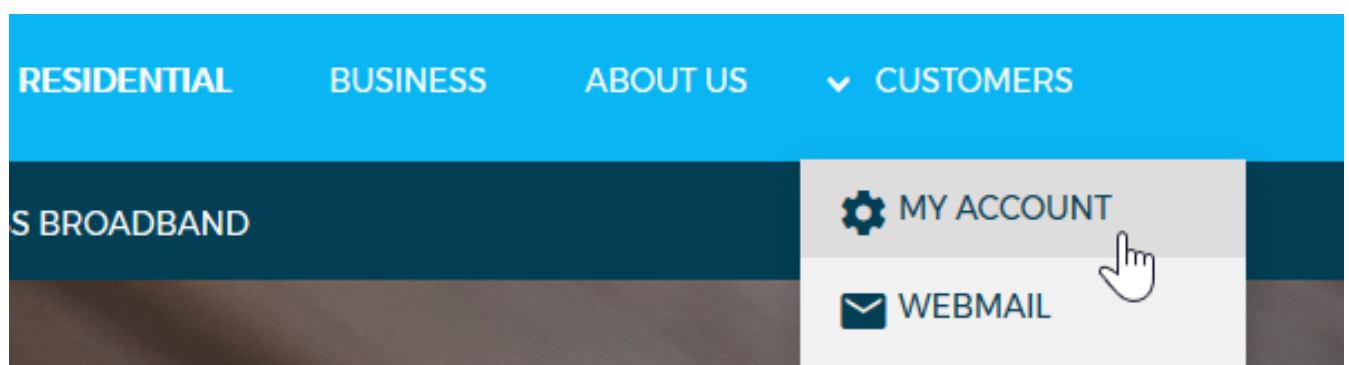 RESIDENTIAL BUSINESS ABOUT US CUSTOMERS
S BROADBAND
MY ACCOUNT
WEBMAIL